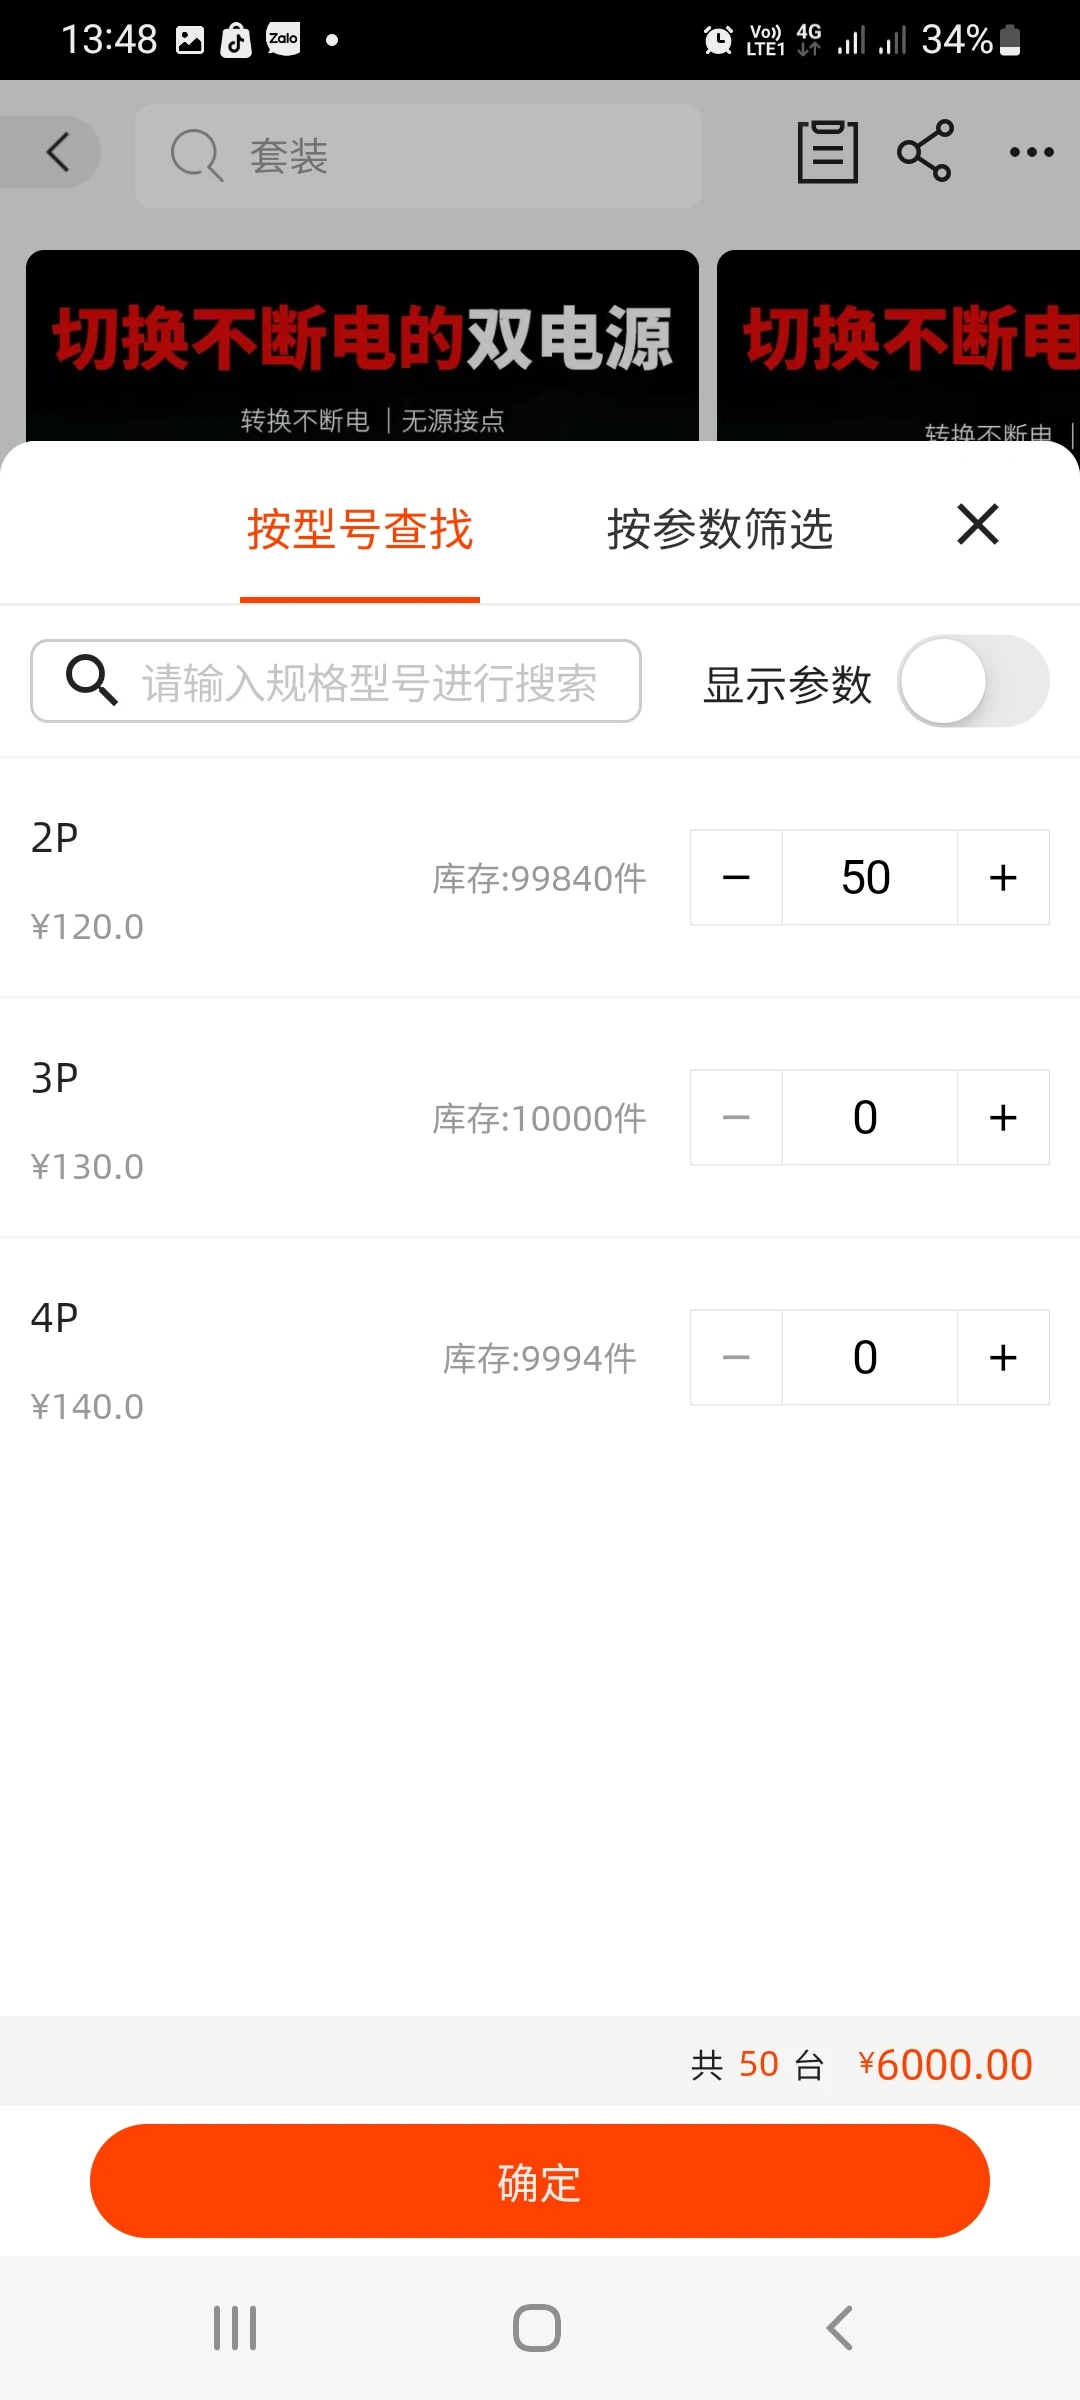 13:48 Zalo Vo)) LTE1 4G 34%
套装
切换不断电的双电源
转换不断电 | 无源接点
切换不断电
转换不断电 |
按型号查找 按参数筛选
请输入规格型号进行搜索 显示参数
2P
库存:99840件 − 50 +
¥120.0
3P
库存:10000件 − 0 +
¥130.0
4P
库存:9994件 − 0 +
¥140.0
共 50 台 ¥6000.00
确定